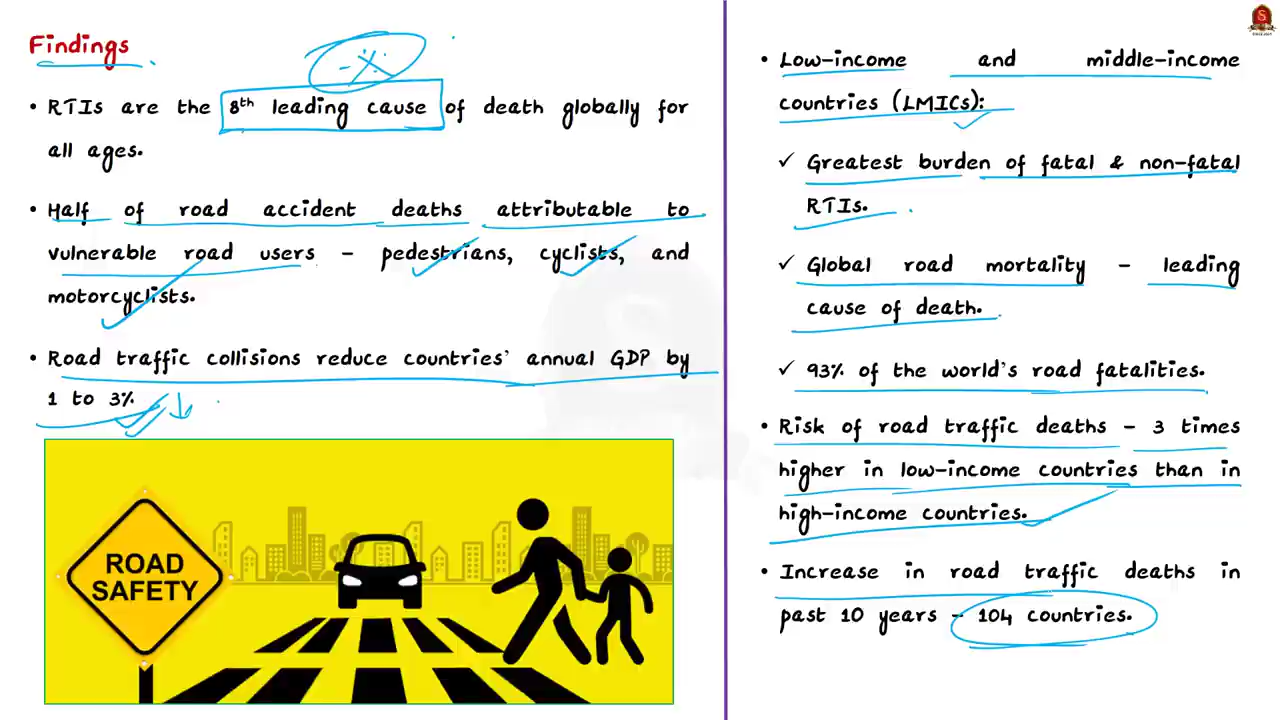 Findings
• RTIs are the 8th leading cause of death globally for
all ages.
• Half of road accident deaths attributable to
vulnerable road users – pedestrians, cyclists, and
motorcyclists.
• Road traffic collisions reduce countries' annual GDP by
1 to 3%.
ROAD
SAFETY
• Low-income and middle-income
countries (LMICs):
✓ Greatest burden of fatal & non-fatal
RTIs.
✓ Global road mortality – leading
cause of death.
✓ 93% of the world's road fatalities.
• Risk of road traffic deaths – 3 times
higher in low-income countries than in
high-income countries.
• Increase in road traffic deaths in
past 10 years – 104 countries.